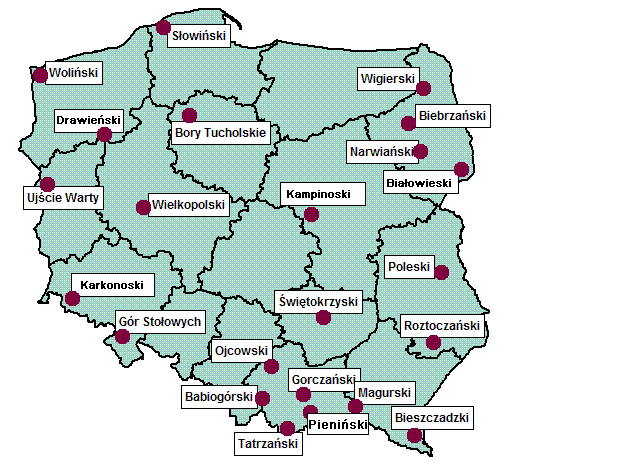 Słowiński
Woliński
Wigierski
Drawieński
Biebrzański
Bory Tucholskie
Narwiański
Białowieski
Ujście Warty
Kampinoski
Wielkopolski
Poleski
Karkonoski
Świętokrzyski
Gór Stołowych
Roztoczański
Ojcowski
Gorczański
Magurski
Babiogórski
Bieszczadzki
Pieniński
Tatrzański